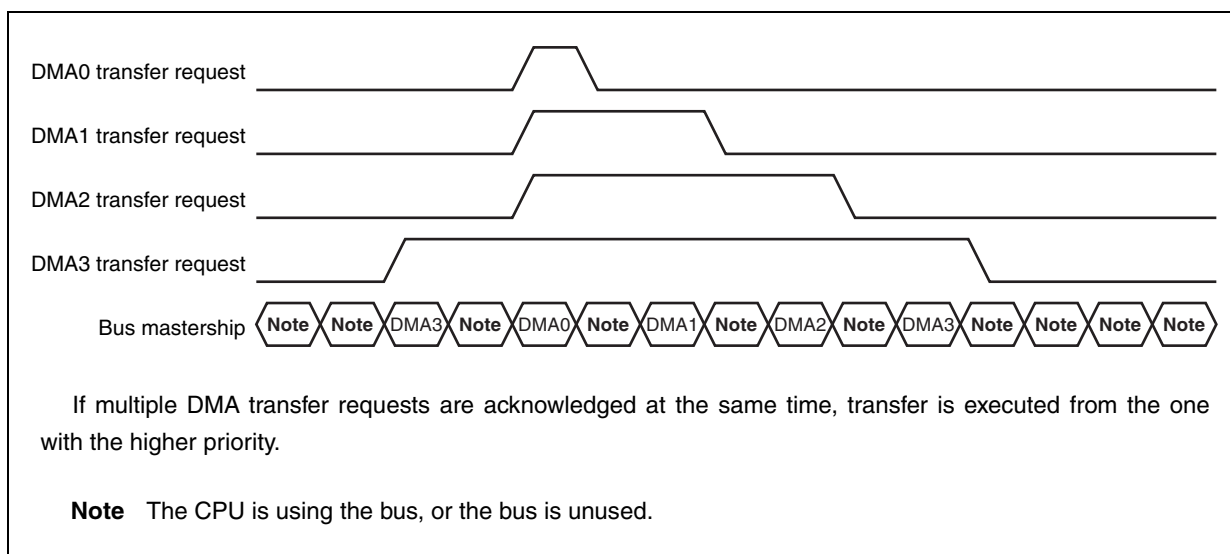 DMA0 transfer request
DMA1 transfer request
DMA2 transfer request
DMA3 transfer request
Bus mastership Note Note DMA3 Note DMA0 Note DMA1 Note DMA2 Note DMA3 Note Note Note Note
If multiple DMA transfer requests are acknowledged at the same time, transfer is executed from the one
with the higher priority.
Note The CPU is using the bus, or the bus is unused.